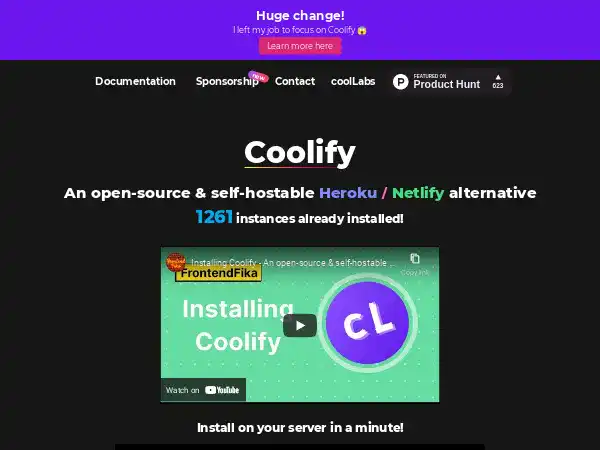 Huge change!
I left my job to focus on Coolify 😱
Learn more here
Documentation
Sponsorship
new
Contact
coolLabs
FEATURED ON
Product Hunt
▲
623
Coolify
An open-source & self-hostable Heroku / Netlify alternative
1261 instances already installed!
Installing Coolify - An open-source & self-hostable ...
Copy link
FrontendFika
Installing
Coolify
CL
Watch on YouTube
Install on your server in a minute!